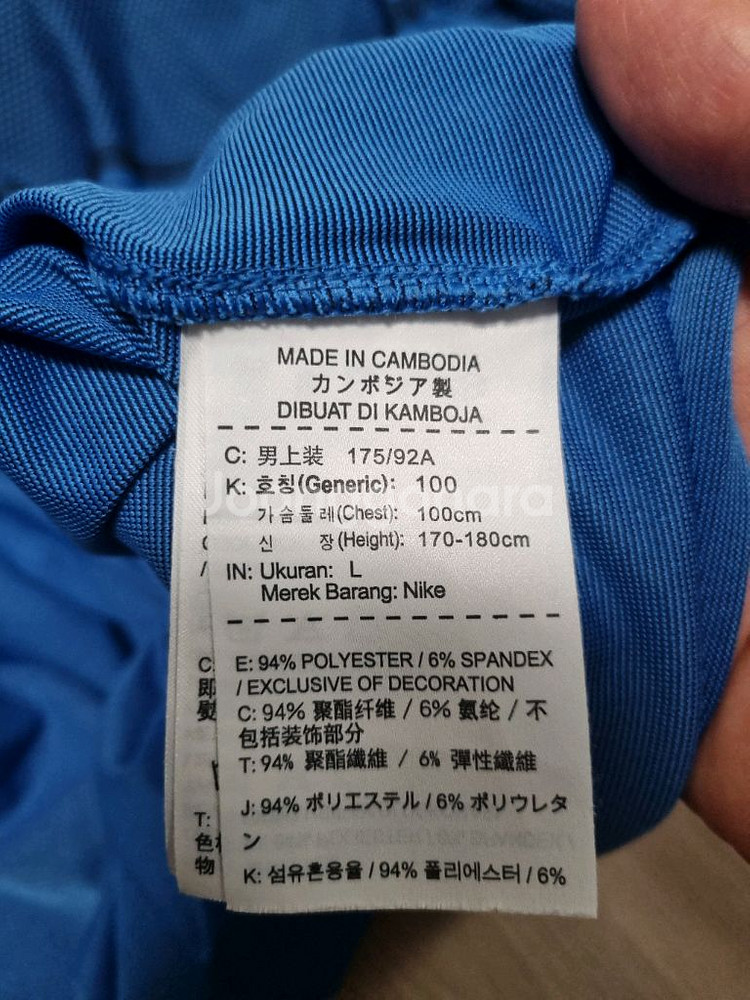 MADE IN CAMBODIA
カンボジア製
DIBUAT DI KAMBOJA
C: 男上装 175/92A
K: 호칭(Generic): 100
가슴둘레(Chest): 100cm
신 장(Height): 170-180cm
IN: Ukuran: L
Merek Barang: Nike
E: 94% POLYESTER / 6% SPANDEX
/ EXCLUSIVE OF DECORATION
C: 94% 聚酯纤维 / 6% 氨纶 / 不
包括装饰部分
T: 94% 聚酯纖維 / 6% 彈性纖維
J: 94% ポリエステル / 6% ポリウレタ
ン
K: 섬유혼용율 / 94% 폴리에스터 / 6%
C:
即
熨
T:
色
物